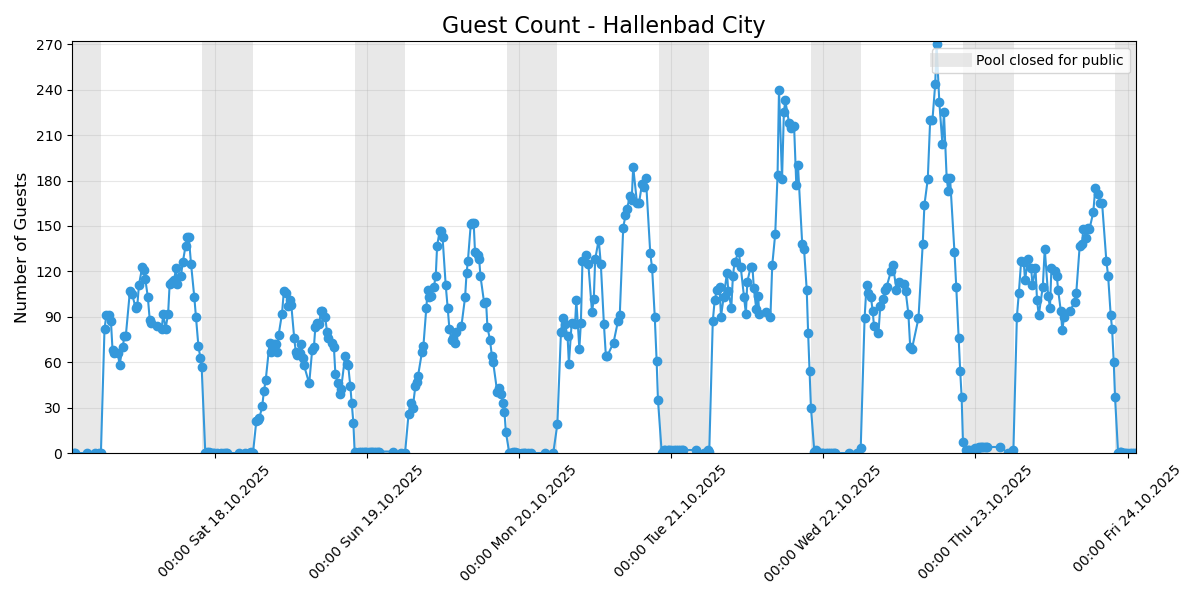 Guest Count - Hallenbad City
Pool closed for public
Number of Guests
270
240
210
180
150
120
90
60
30
0
00:00 Sat 18.10.2025
00:00 Sun 19.10.2025
00:00 Mon 20.10.2025
00:00 Tue 21.10.2025
00:00 Wed 22.10.2025
00:00 Thu 23.10.2025
00:00 Fri 24.10.2025